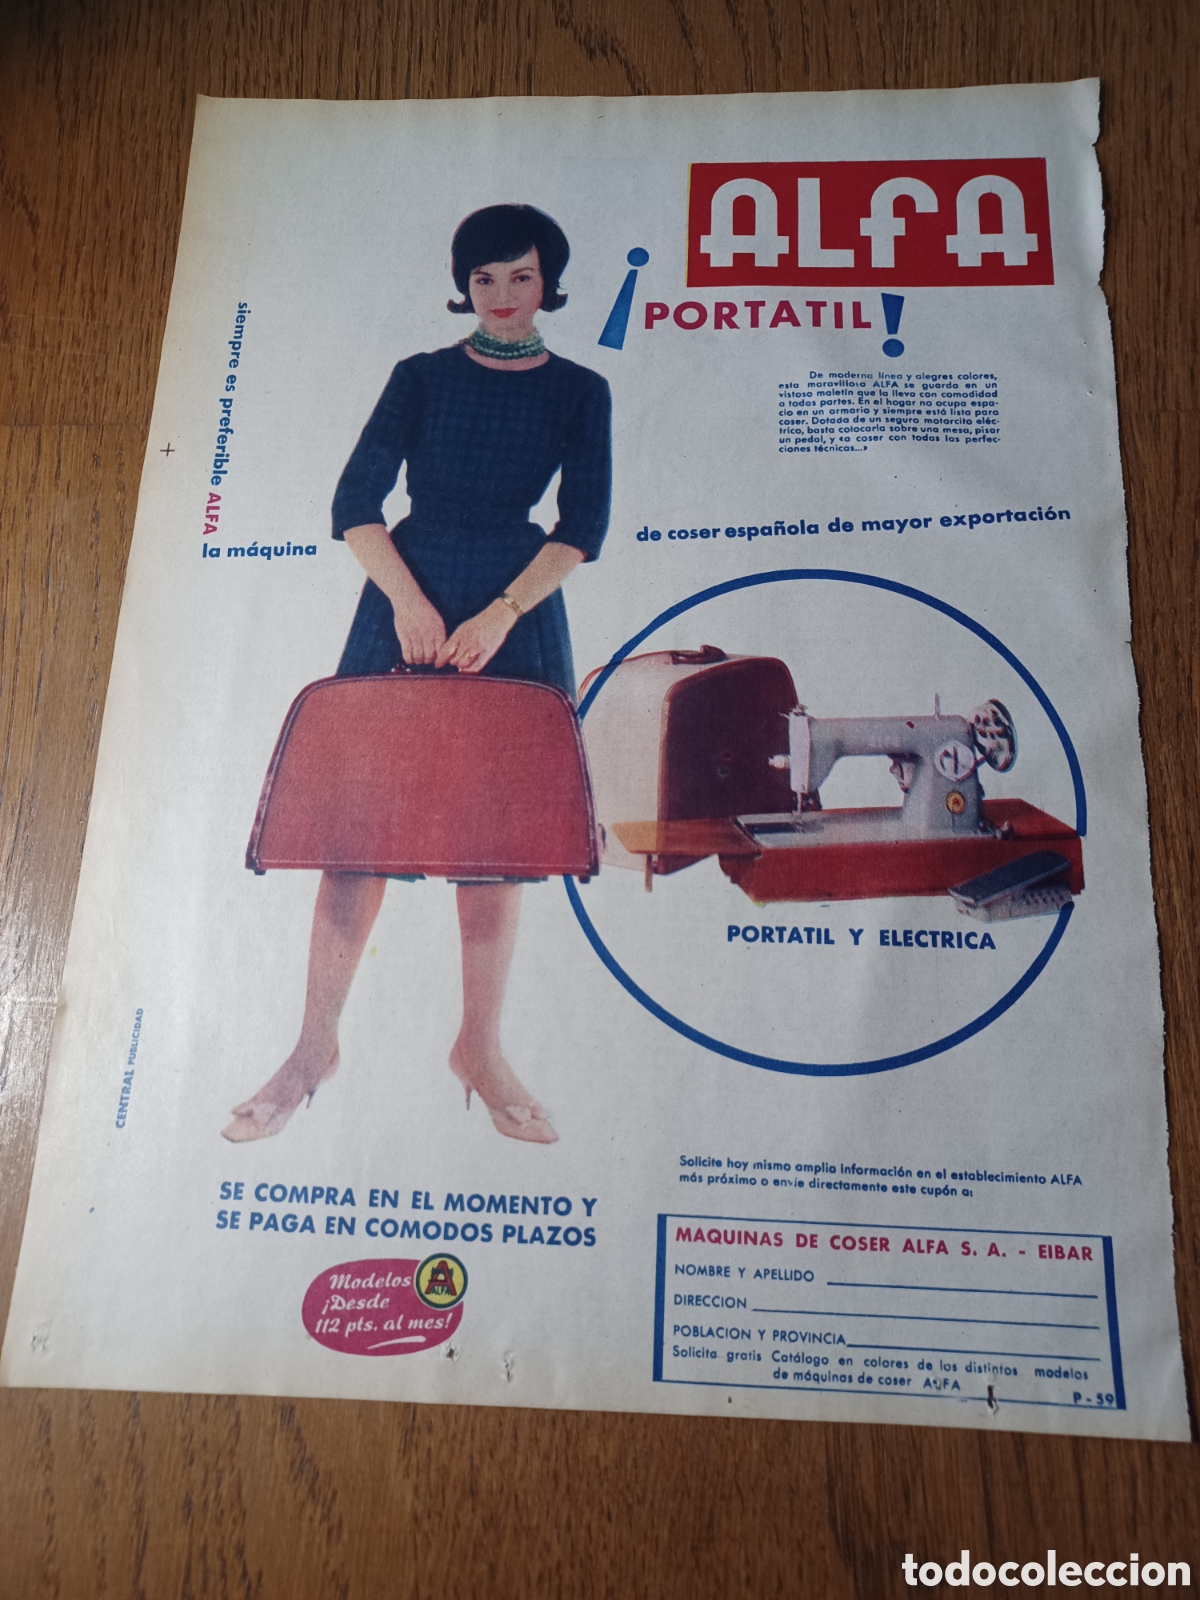 ALFA
¡PORTATIL!
De moderna línea y alegres colores,
esta maravillosa ALFA se guarda en un
vistoso maletín que la lleva con comodidad
a todas partes. En el hogar no ocupa espa-
cio en un armario y siempre está lista para
coser. Dotada de un seguro motorcito eléc-
trico, basta colocarla sobre una mesa, pisar
un pedal, y «a coser con todas las perfec-
ciones técnicas...»
siempre es preferible ALFA
la máquina de coser española de mayor exportación
PORTATIL Y ELECTRICA
CENTRAL PUBLICIDAD
SE COMPRA EN EL MOMENTO Y
SE PAGA EN COMODOS PLAZOS
Modelos
¡Desde
112 pts. al mes!
ALFA
Solicite hoy mismo amplia información en el establecimiento ALFA
más próximo o envíe directamente este cupón a:
MAQUINAS DE COSER ALFA S. A. - EIBAR
NOMBRE Y APELLIDO
DIRECCION
POBLACION Y PROVINCIA
Solicita gratis Catálogo en colores de los distintos modelos
de máquinas de coser ALFA
P - 59
todocoleccion